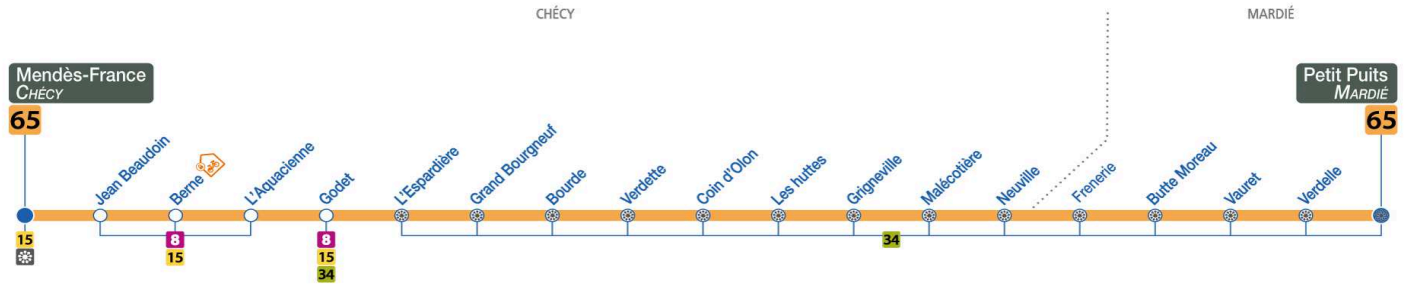 CHÉCY
MARDIÉ
Mendès-France
CHÉCY
65
Petit Puits
MARDIÉ
65
Jean Beaudoin
Berne
L'Aquacienne
Godet
L'Espardière
Grand Bourgneuf
Bourde
Verdette
Coin d'Olon
Les huttes
Grigneville
Malécotière
Neuville
Frenerie
Butte Moreau
Vauret
Verdelle
15
8
15
8
15
34
34